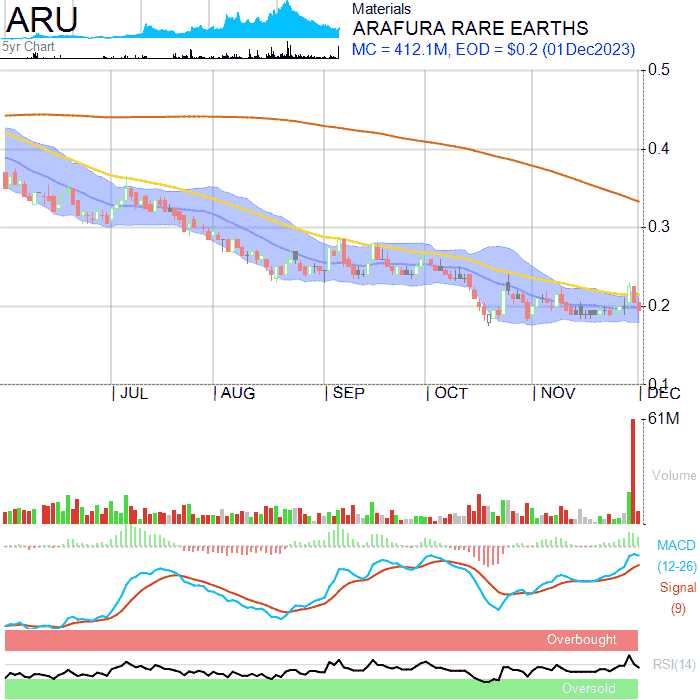 ARU
5yr Chart
Materials
ARAFURA RARE EARTHS
MC = 412.1M, EOD = $0.2 (01Dec2023)
0.5
0.4
0.3
0.2
0.1
JUL AUG SEP OCT NOV DEC
61M
Volume
MACD
(12-26)
Signal
(9)
Overbought
RSI(14)
Oversold